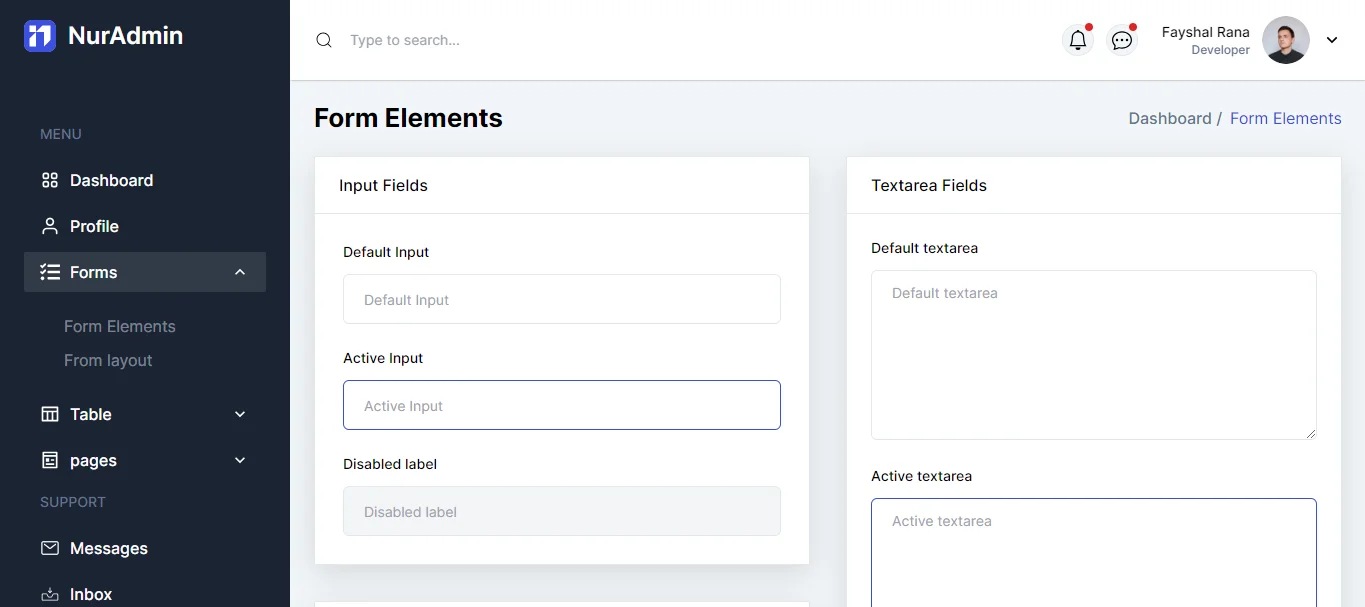 NurAdmin
MENU
Dashboard
Profile
Forms
Form Elements
From layout
Table
pages
SUPPORT
Messages
Inbox
Type to search...
Fayshal Rana
Developer
Form Elements
Dashboard / Form Elements
Input Fields
Default Input
Default Input
Active Input
Active Input
Disabled label
Disabled label
Textarea Fields
Default textarea
Default textarea
Active textarea
Active textarea